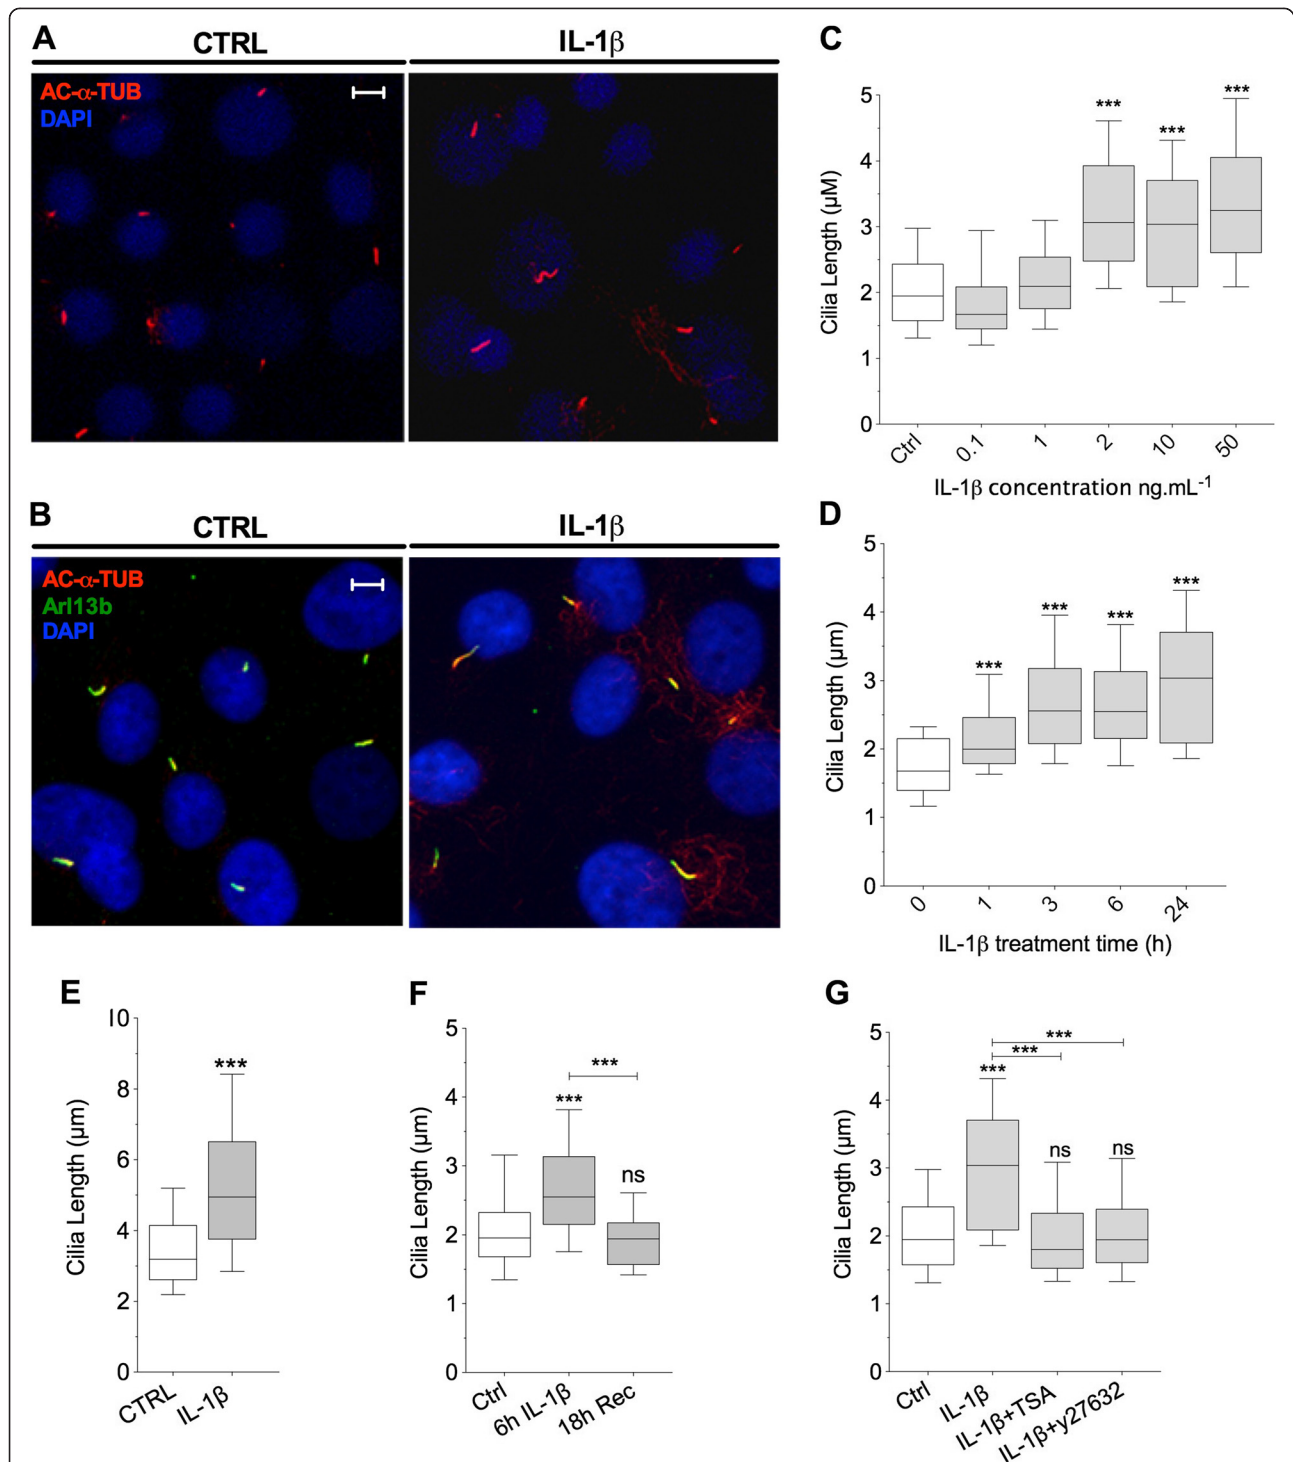 A
CTRL
IL-1β
AC-α-TUB
DAPI
C
5
4
3
2
1
0
Cilia Length (µM)
***
***
***
Ctrl
0.1
1
2
10
50
IL-1β concentration ng.mL-1
B
CTRL
IL-1β
AC-α-TUB
Arl13b
DAPI
D
5
4
3
2
1
0
Cilia Length (µm)
***
***
***
***
0
1
3
6
24
IL-1β treatment time (h)
E
10
8
6
4
2
0
Cilia Length (µm)
***
CTRL
IL-1β
F
5
4
3
2
1
0
Cilia Length (µm)
***
***
ns
Ctrl
6h IL-1β
18h Rec
G
5
4
3
2
1
0
Cilia Length (µm)
***
***
***
ns
ns
Ctrl
IL-1β
IL-1β+TSA
IL-1β+y27632